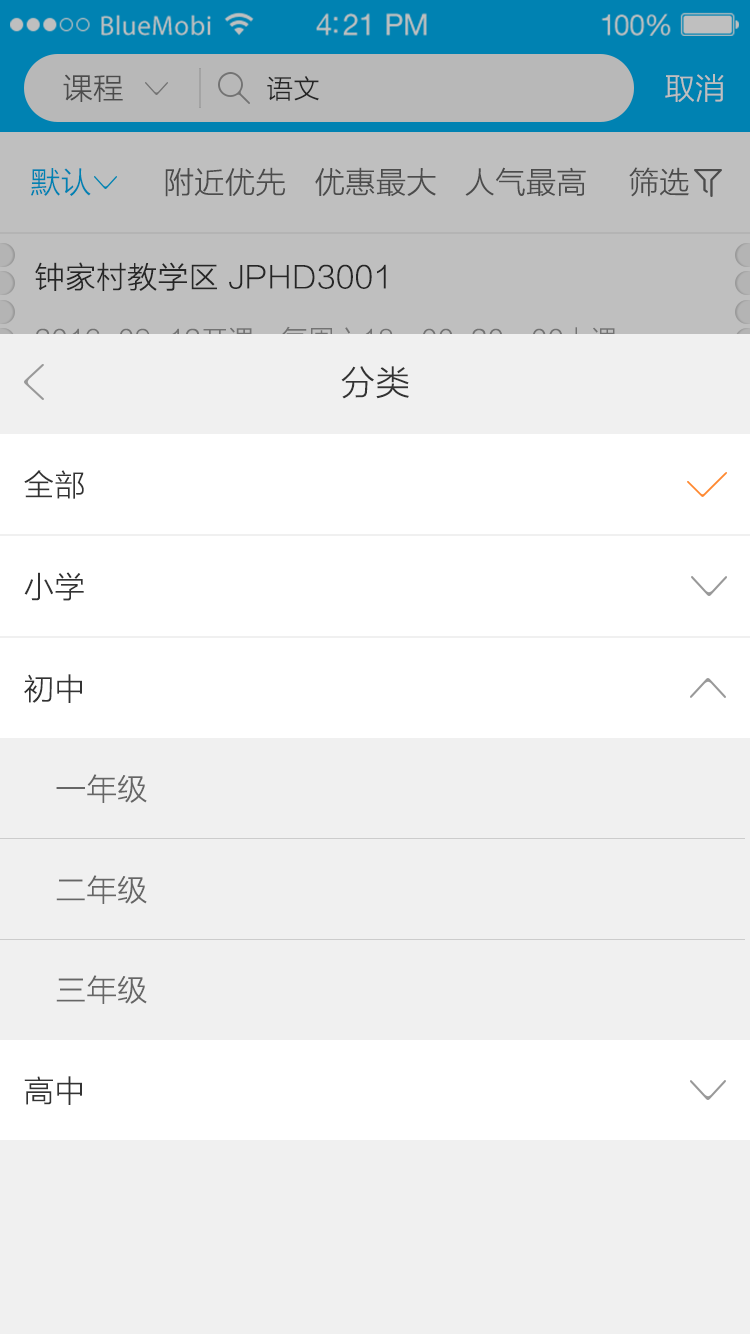 BlueMobi 4:21 PM 100%
课程 语文 取消
默认 附近优先 优惠最大 人气最高 筛选
钟家村教学区 JPHD3001
分类
全部
小学
初中
一年级
二年级
三年级
高中